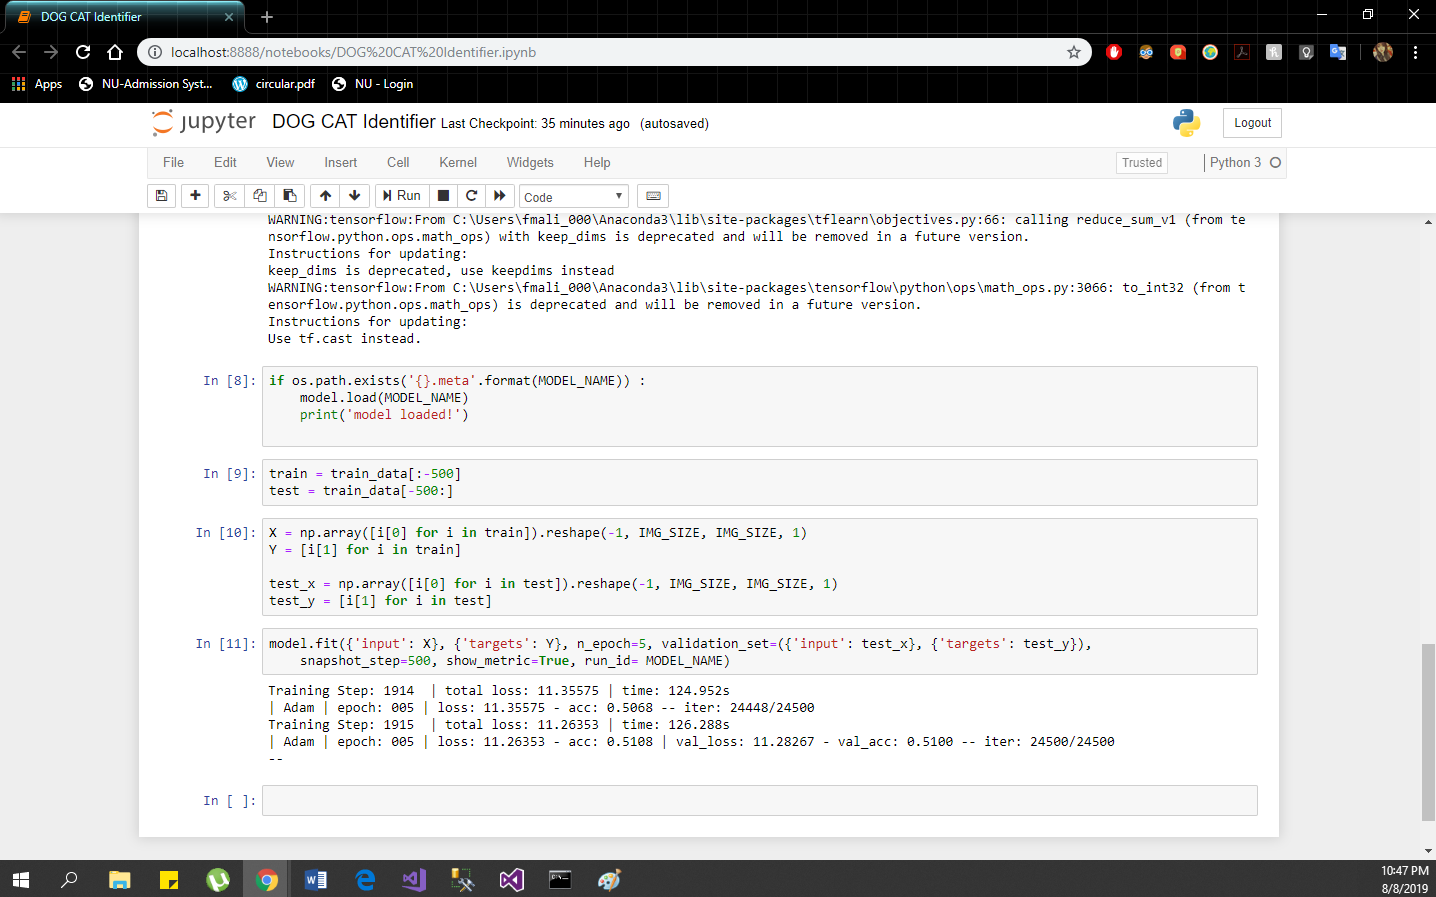 DOG CAT Identifier
localhost:8888/notebooks/DOG%20CAT%20Identifier.ipynb
Apps NU-Admission Syst... circular.pdf NU - Login
jupyter DOG CAT Identifier Last Checkpoint: 35 minutes ago (autosaved) Logout
File Edit View Insert Cell Kernel Widgets Help Trusted Python 3
Run Code
WARNING:tensorflow:From C:\Users\fmali_000\Anaconda3\lib\site-packages\tflearn\objectives.py:66: calling reduce_sum_v1 (from te
nsorflow.python.ops.math_ops) with keep_dims is deprecated and will be removed in a future version.
Instructions for updating:
keep_dims is deprecated, use keepdims instead
WARNING:tensorflow:From C:\Users\fmali_000\Anaconda3\lib\site-packages\tensorflow\python\ops\math_ops.py:3066: to_int32 (from t
ensorflow.python.ops.math_ops) is deprecated and will be removed in a future version.
Instructions for updating:
Use tf.cast instead.
In [8]: if os.path.exists('{}.meta'.format(MODEL_NAME)) :
    model.load(MODEL_NAME)
    print('model loaded!')
In [9]: train = train_data[:-500]
test = train_data[-500:]
In [10]: X = np.array([i[0] for i in train]).reshape(-1, IMG_SIZE, IMG_SIZE, 1)
Y = [i[1] for i in train]
test_x = np.array([i[0] for i in test]).reshape(-1, IMG_SIZE, IMG_SIZE, 1)
test_y = [i[1] for i in test]
In [11]: model.fit({'input': X}, {'targets': Y}, n_epoch=5, validation_set=({'input': test_x}, {'targets': test_y}),
    snapshot_step=500, show_metric=True, run_id= MODEL_NAME)
Training Step: 1914  | total loss: 11.35575 | time: 124.952s
| Adam | epoch: 005 | loss: 11.35575 - acc: 0.5068 -- iter: 24448/24500
Training Step: 1915  | total loss: 11.26353 | time: 126.288s
| Adam | epoch: 005 | loss: 11.26353 - acc: 0.5108 | val_loss: 11.28267 - val_acc: 0.5100 -- iter: 24500/24500
--
In [ ]:
10:47 PM
8/8/2019